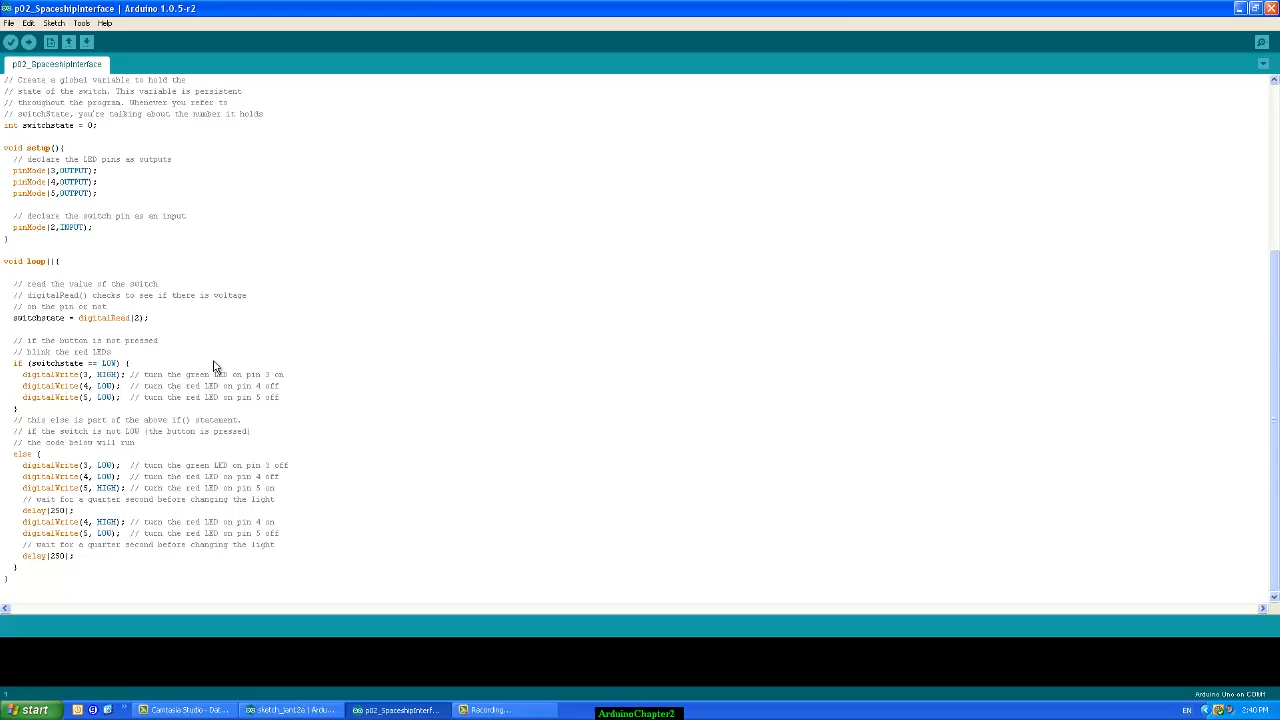 p02_SpaceshipInterface | Arduino 1.0.5-r2
File Edit Sketch Tools Help
p02_SpaceshipInterface
// Create a global variable to hold the
// state of the switch. This variable is persistent
// throughout the program. Whenever you refer to
// switchState, you're talking about the number it holds
int switchstate = 0;
void setup(){
// declare the LED pins as outputs
pinMode(3,OUTPUT);
pinMode(4,OUTPUT);
pinMode(5,OUTPUT);
// declare the switch pin as an input
pinMode(2,INPUT);
}
void loop(){
// read the value of the switch
// digitalRead() checks to see if there is voltage
// on the pin or not
switchstate = digitalRead(2);
// if the button is not pressed
// blink the red LEDs
if (switchstate == LOW) {
digitalWrite(3, HIGH); // turn the green LED on pin 3 on
digitalWrite(4, LOW); // turn the red LED on pin 4 off
digitalWrite(5, LOW); // turn the red LED on pin 5 off
}
// this else is part of the above if() statement.
// if the switch is not LOW (the button is pressed)
// the code below will run
else {
digitalWrite(3, LOW); // turn the green LED on pin 3 off
digitalWrite(4, LOW); // turn the red LED on pin 4 off
digitalWrite(5, HIGH); // turn the red LED on pin 5 on
// wait for a quarter second before changing the light
delay(250);
digitalWrite(4, HIGH); // turn the red LED on pin 4 on
digitalWrite(5, LOW); // turn the red LED on pin 5 off
// wait for a quarter second before changing the light
delay(250);
}
}
1
Arduino Uno on COM1
start
Camtasia Studio - Dat...
sketch_jan12a | Ardu...
p02_SpaceshipInterf...
Recording...
ArduinoChapter2
EN
2:40 PM